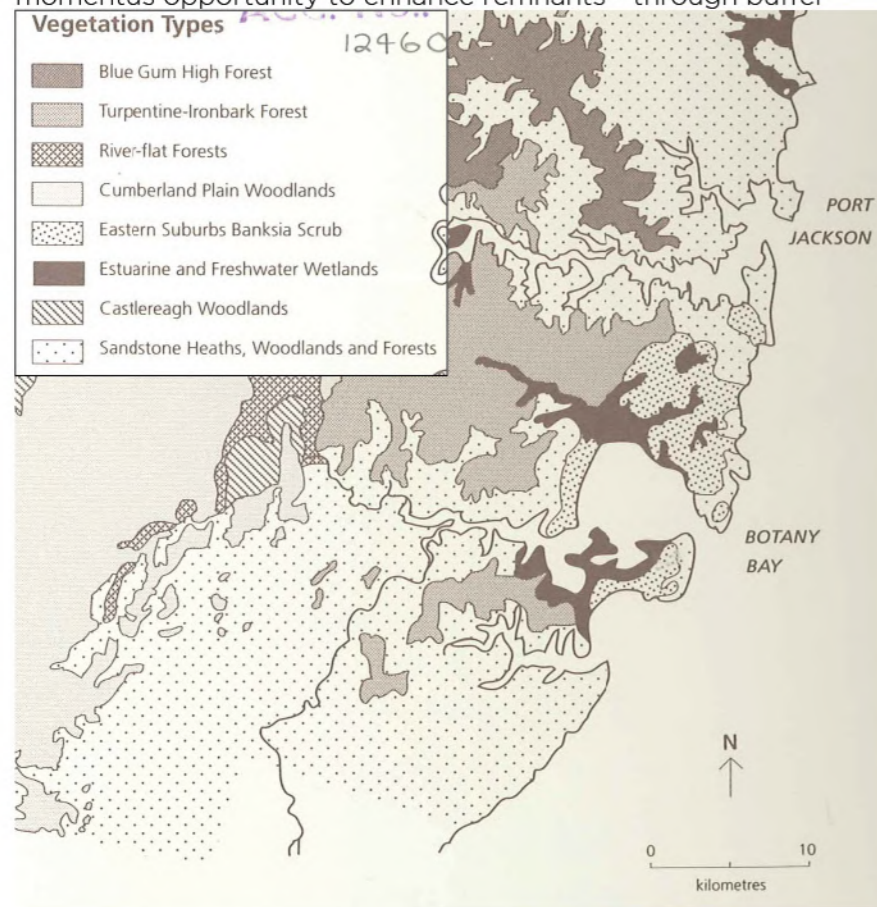 momentus opportunity to enhance remnants - through buffer
Vegetation Types
12460
Blue Gum High Forest
Turpentine-Ironbark Forest
River-flat Forests
Cumberland Plain Woodlands
Eastern Suburbs Banksia Scrub
Estuarine and Freshwater Wetlands
Castlereagh Woodlands
Sandstone Heaths, Woodlands and Forests
PORT
JACKSON
BOTANY
BAY
N
0 10
kilometres